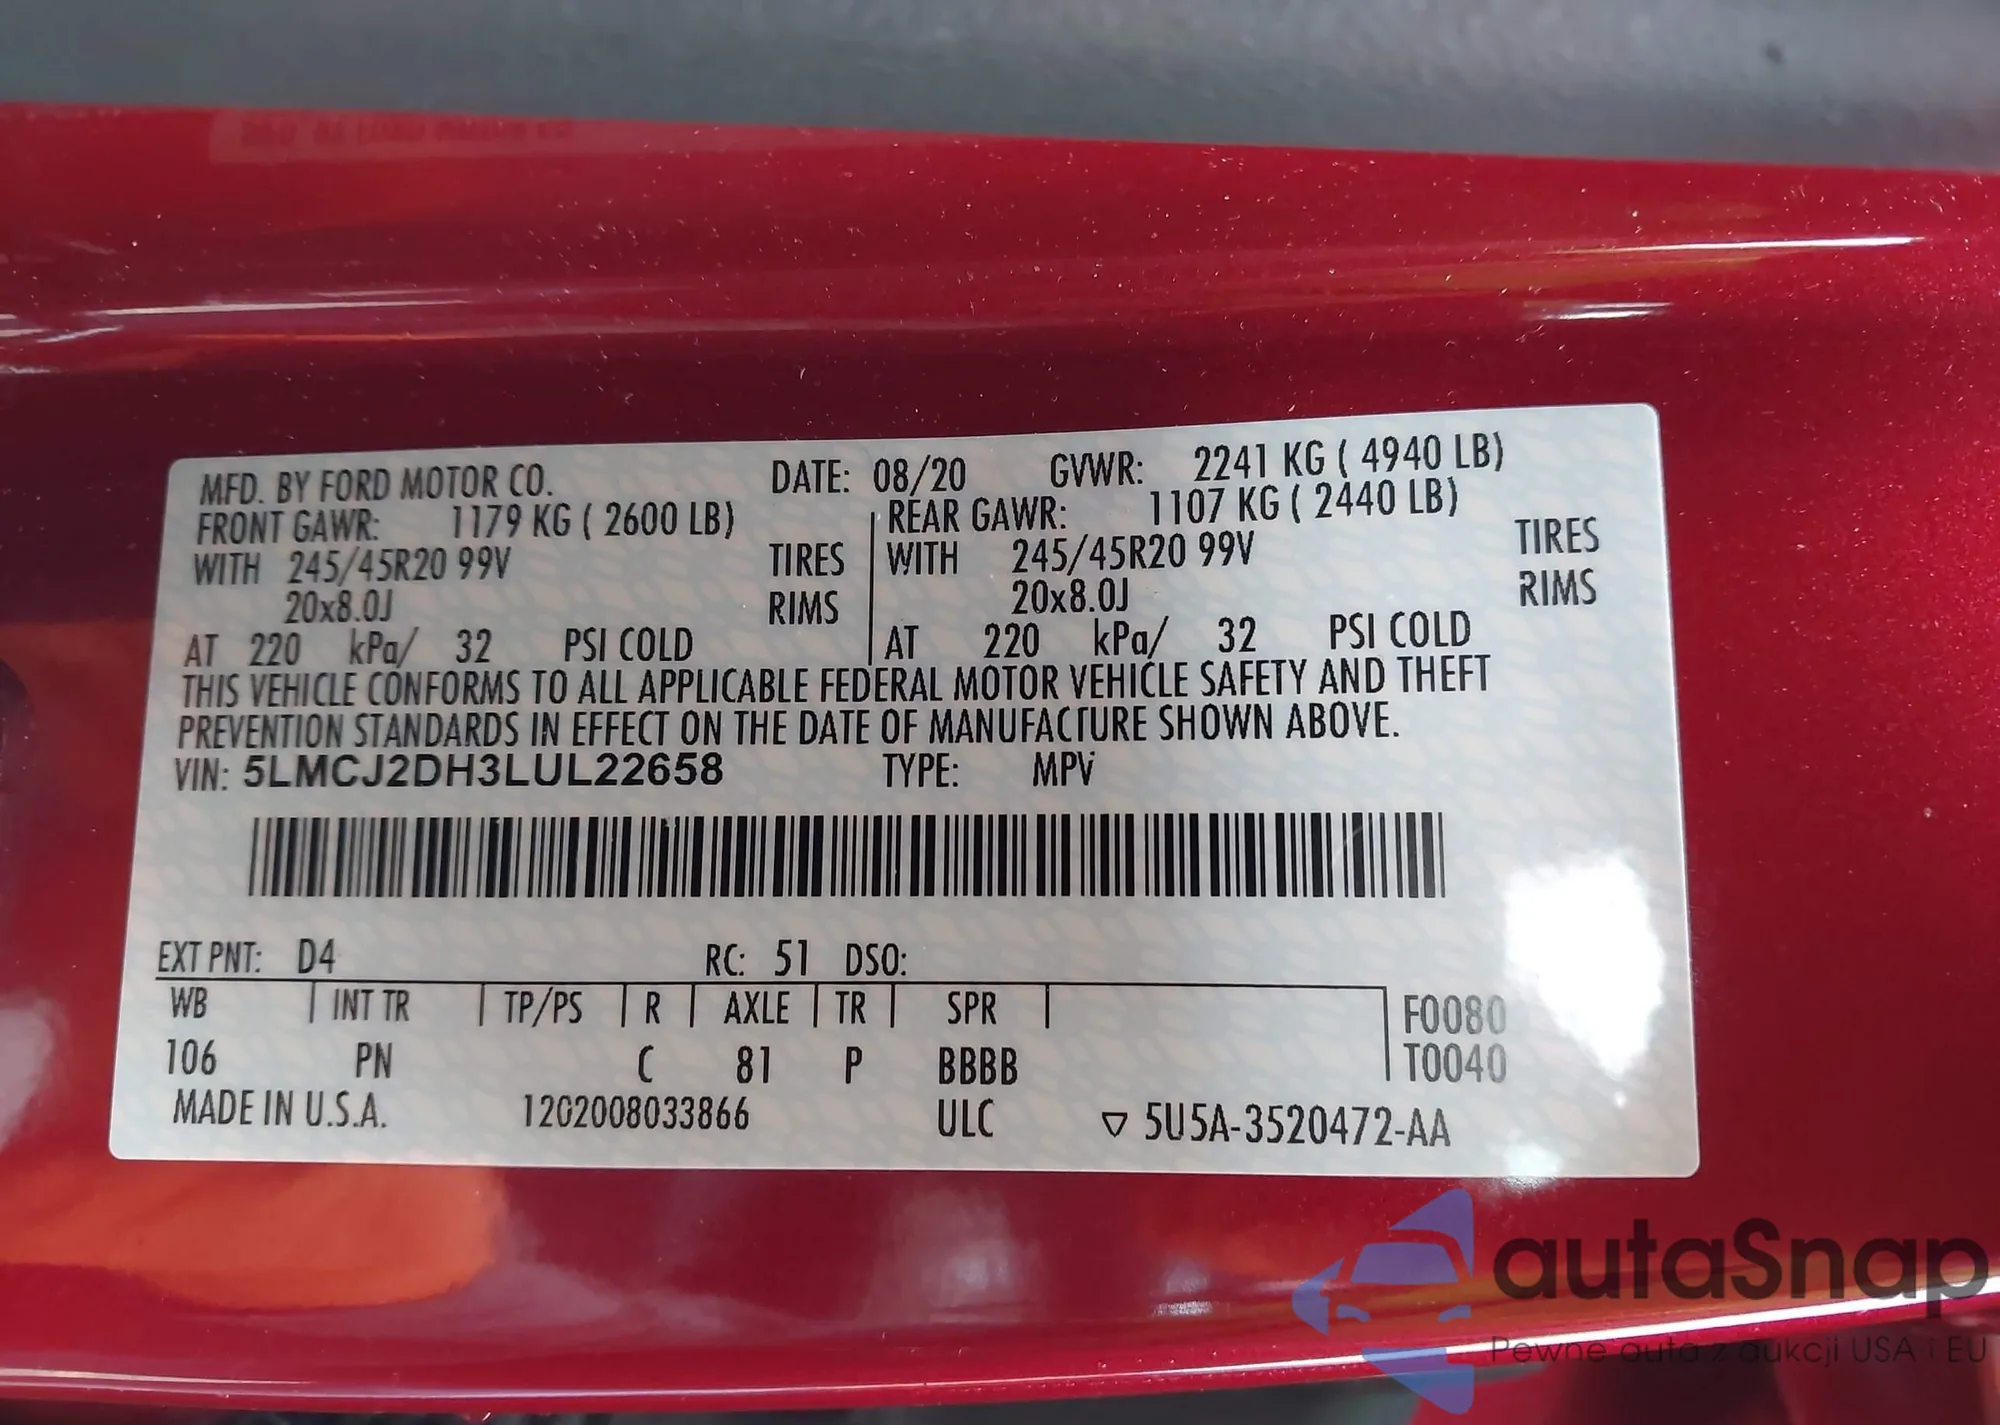 MFD. BY FORD MOTOR CO. DATE: 08/20 GVWR: 2241 KG ( 4940 LB)
FRONT GAWR: 1179 KG ( 2600 LB) REAR GAWR: 1107 KG ( 2440 LB)
WITH 245/45R20 99V TIRES WITH 245/45R20 99V TIRES
20x8.0J RIMS 20x8.0J RIMS
AT 220 kPa/ 32 PSI COLD AT 220 kPa/ 32 PSI COLD
THIS VEHICLE CONFORMS TO ALL APPLICABLE FEDERAL MOTOR VEHICLE SAFETY AND THEFT
PREVENTION STANDARDS IN EFFECT ON THE DATE OF MANUFACTURE SHOWN ABOVE.
VIN: 5LMCJ2DH3LUL22658 TYPE: MPV
EXT PNT: D4 RC: 51 DSO:
WB INT TR TP/PS R AXLE TR SPR F0080
106 PN C 81 P BBBB T0040
MADE IN U.S.A. 1202008033866 ULC ▽ 5U5A-3520472-AA
autaSnap
Pewne auta z aukcji USA i EU